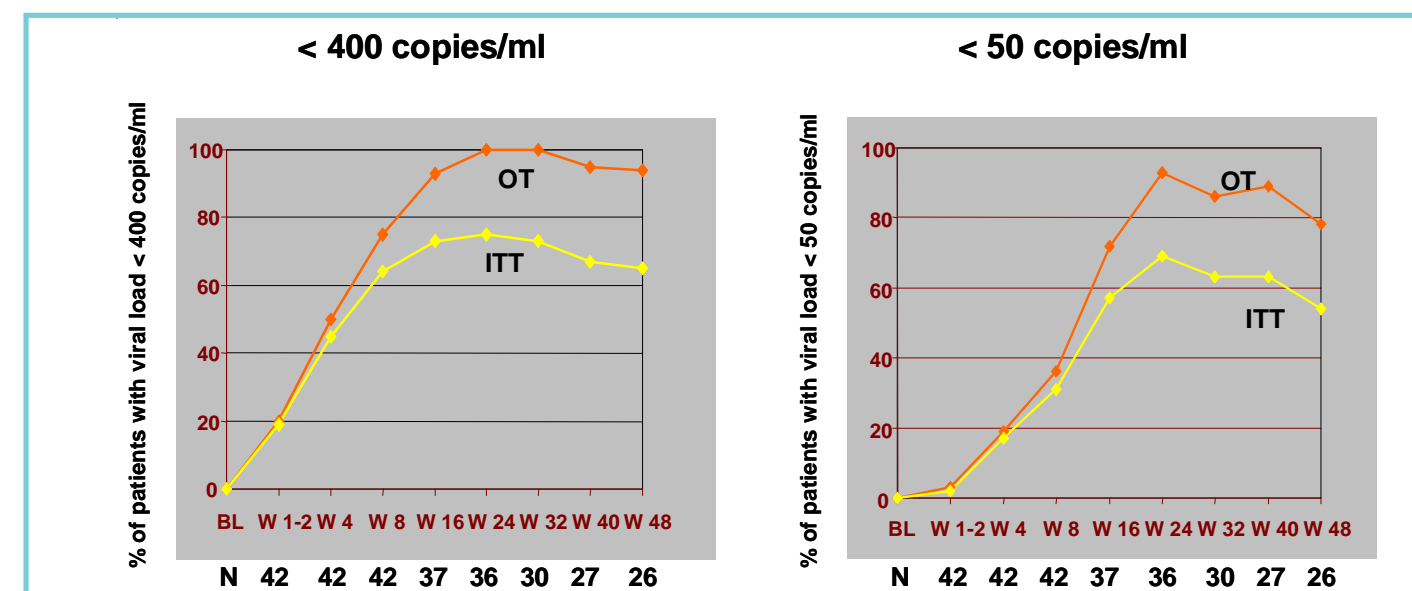 < 400 copies/ml
% of patients with viral load < 400 copies/ml
100
80
60
40
20
0
OT
ITT
BL W 1-2 W 4 W 8 W 16 W 24 W 32 W 40 W 48
N 42 42 42 37 36 30 27 26
< 50 copies/ml
% of patients with viral load < 50 copies/ml
100
80
60
40
20
0
OT
ITT
BL W 1-2 W 4 W 8 W 16 W 24 W 32 W 40 W 48
N 42 42 42 37 36 30 27 26